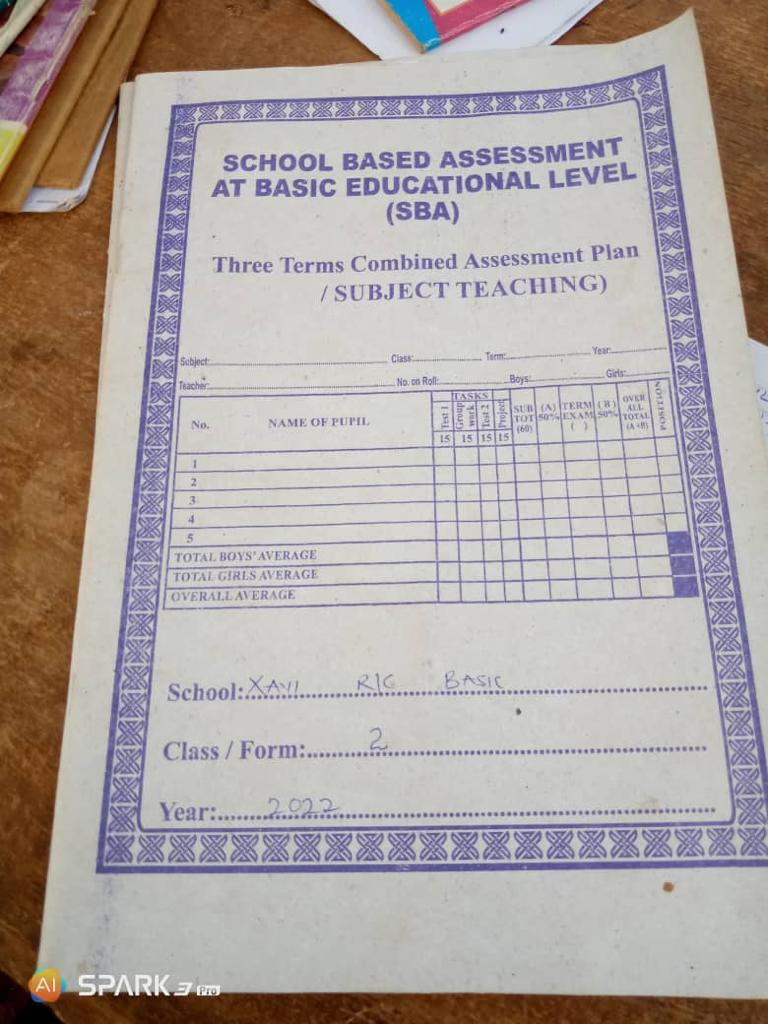 SCHOOL BASED ASSESSMENT
AT BASIC EDUCATIONAL LEVEL
(SBA)
Three Terms Combined Assessment Plan
/ SUBJECT TEACHING)
Subject:.......... Class:.......... Term:.......... Year:..........
Teacher:.......... No. on Roll:.......... Boys:.......... Girls:..........
No. NAME OF PUPIL TASKS Test 1 15 Group work 15 Test 2 15 Project 15 SUB TOT (60) (A) 50% TERM EXAM ( ) (B) 50% OVER ALL TOTAL (A+B) POSITION
1
2
3
4
5
TOTAL BOYS' AVERAGE
TOTAL GIRLS AVERAGE
OVERALL AVERAGE
School: XAVI R/C BASIC
Class / Form: 2
Year: 2022
AI SPARK 3 Pro